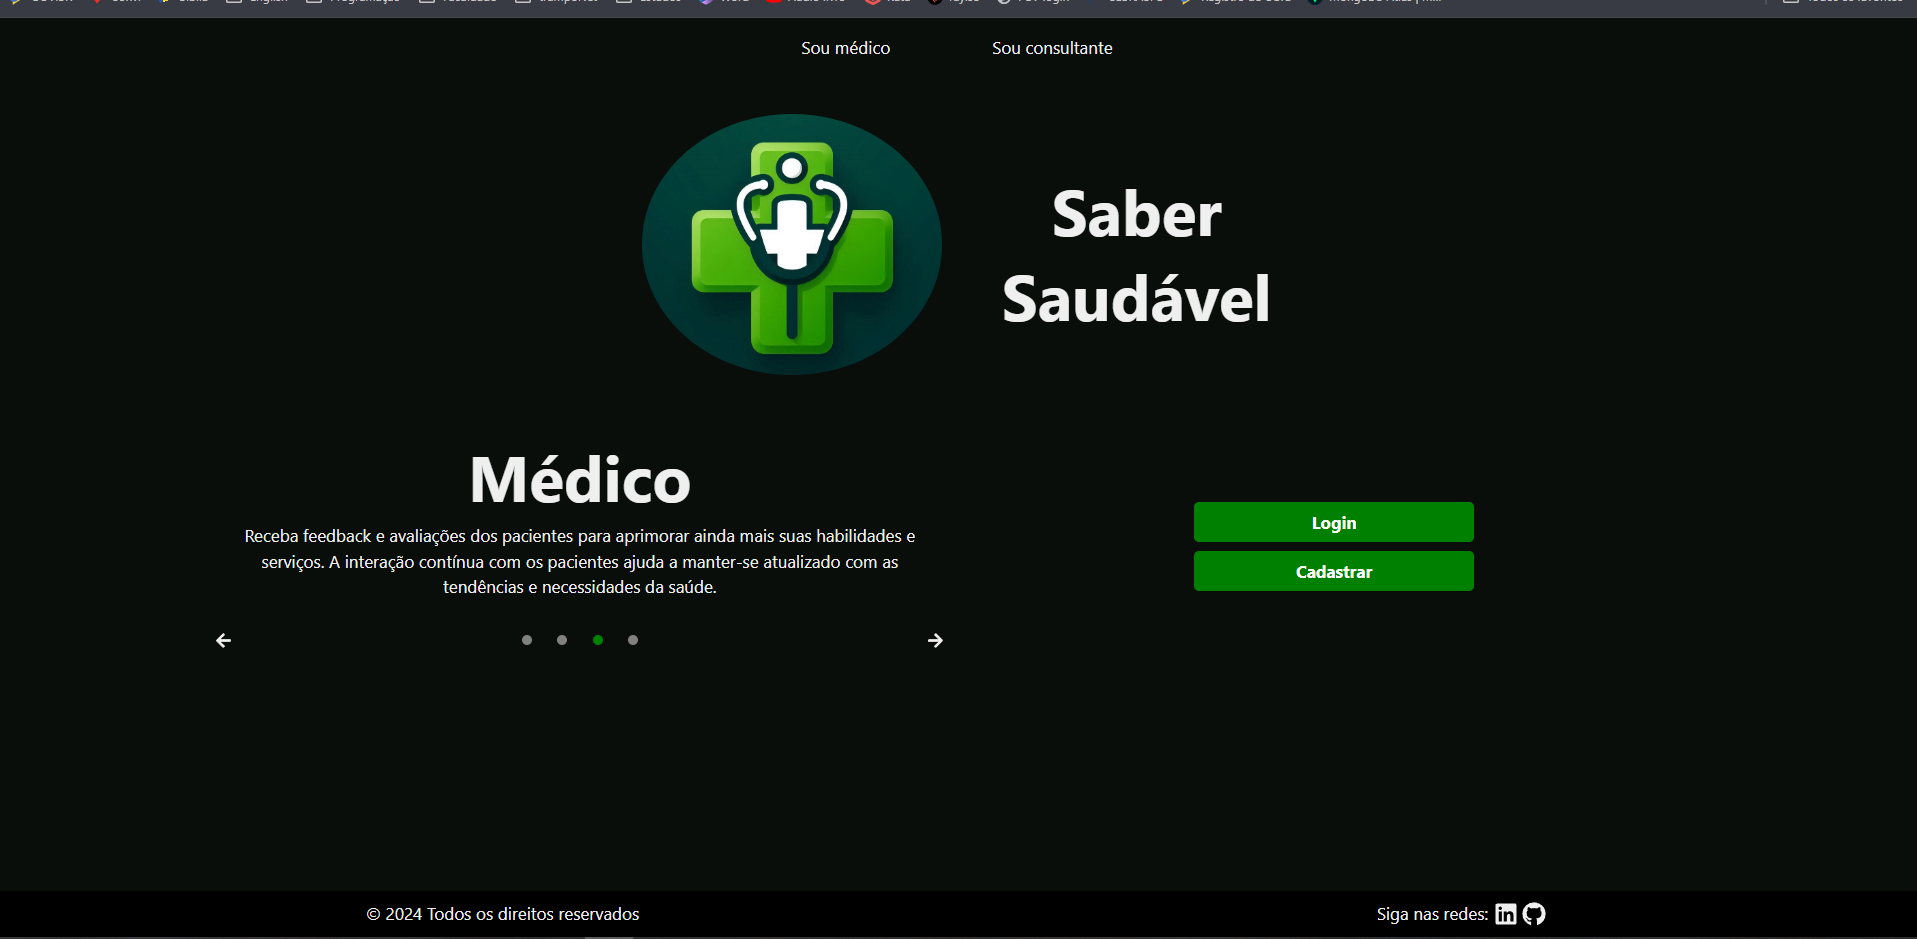 Sou médico
Sou consultante
Saber
Saudável
Médico
Receba feedback e avaliações dos pacientes para aprimorar ainda mais suas habilidades e
serviços. A interação contínua com os pacientes ajuda a manter-se atualizado com as
tendências e necessidades da saúde.
Login
Cadastrar
© 2024 Todos os direitos reservados
Siga nas redes: in